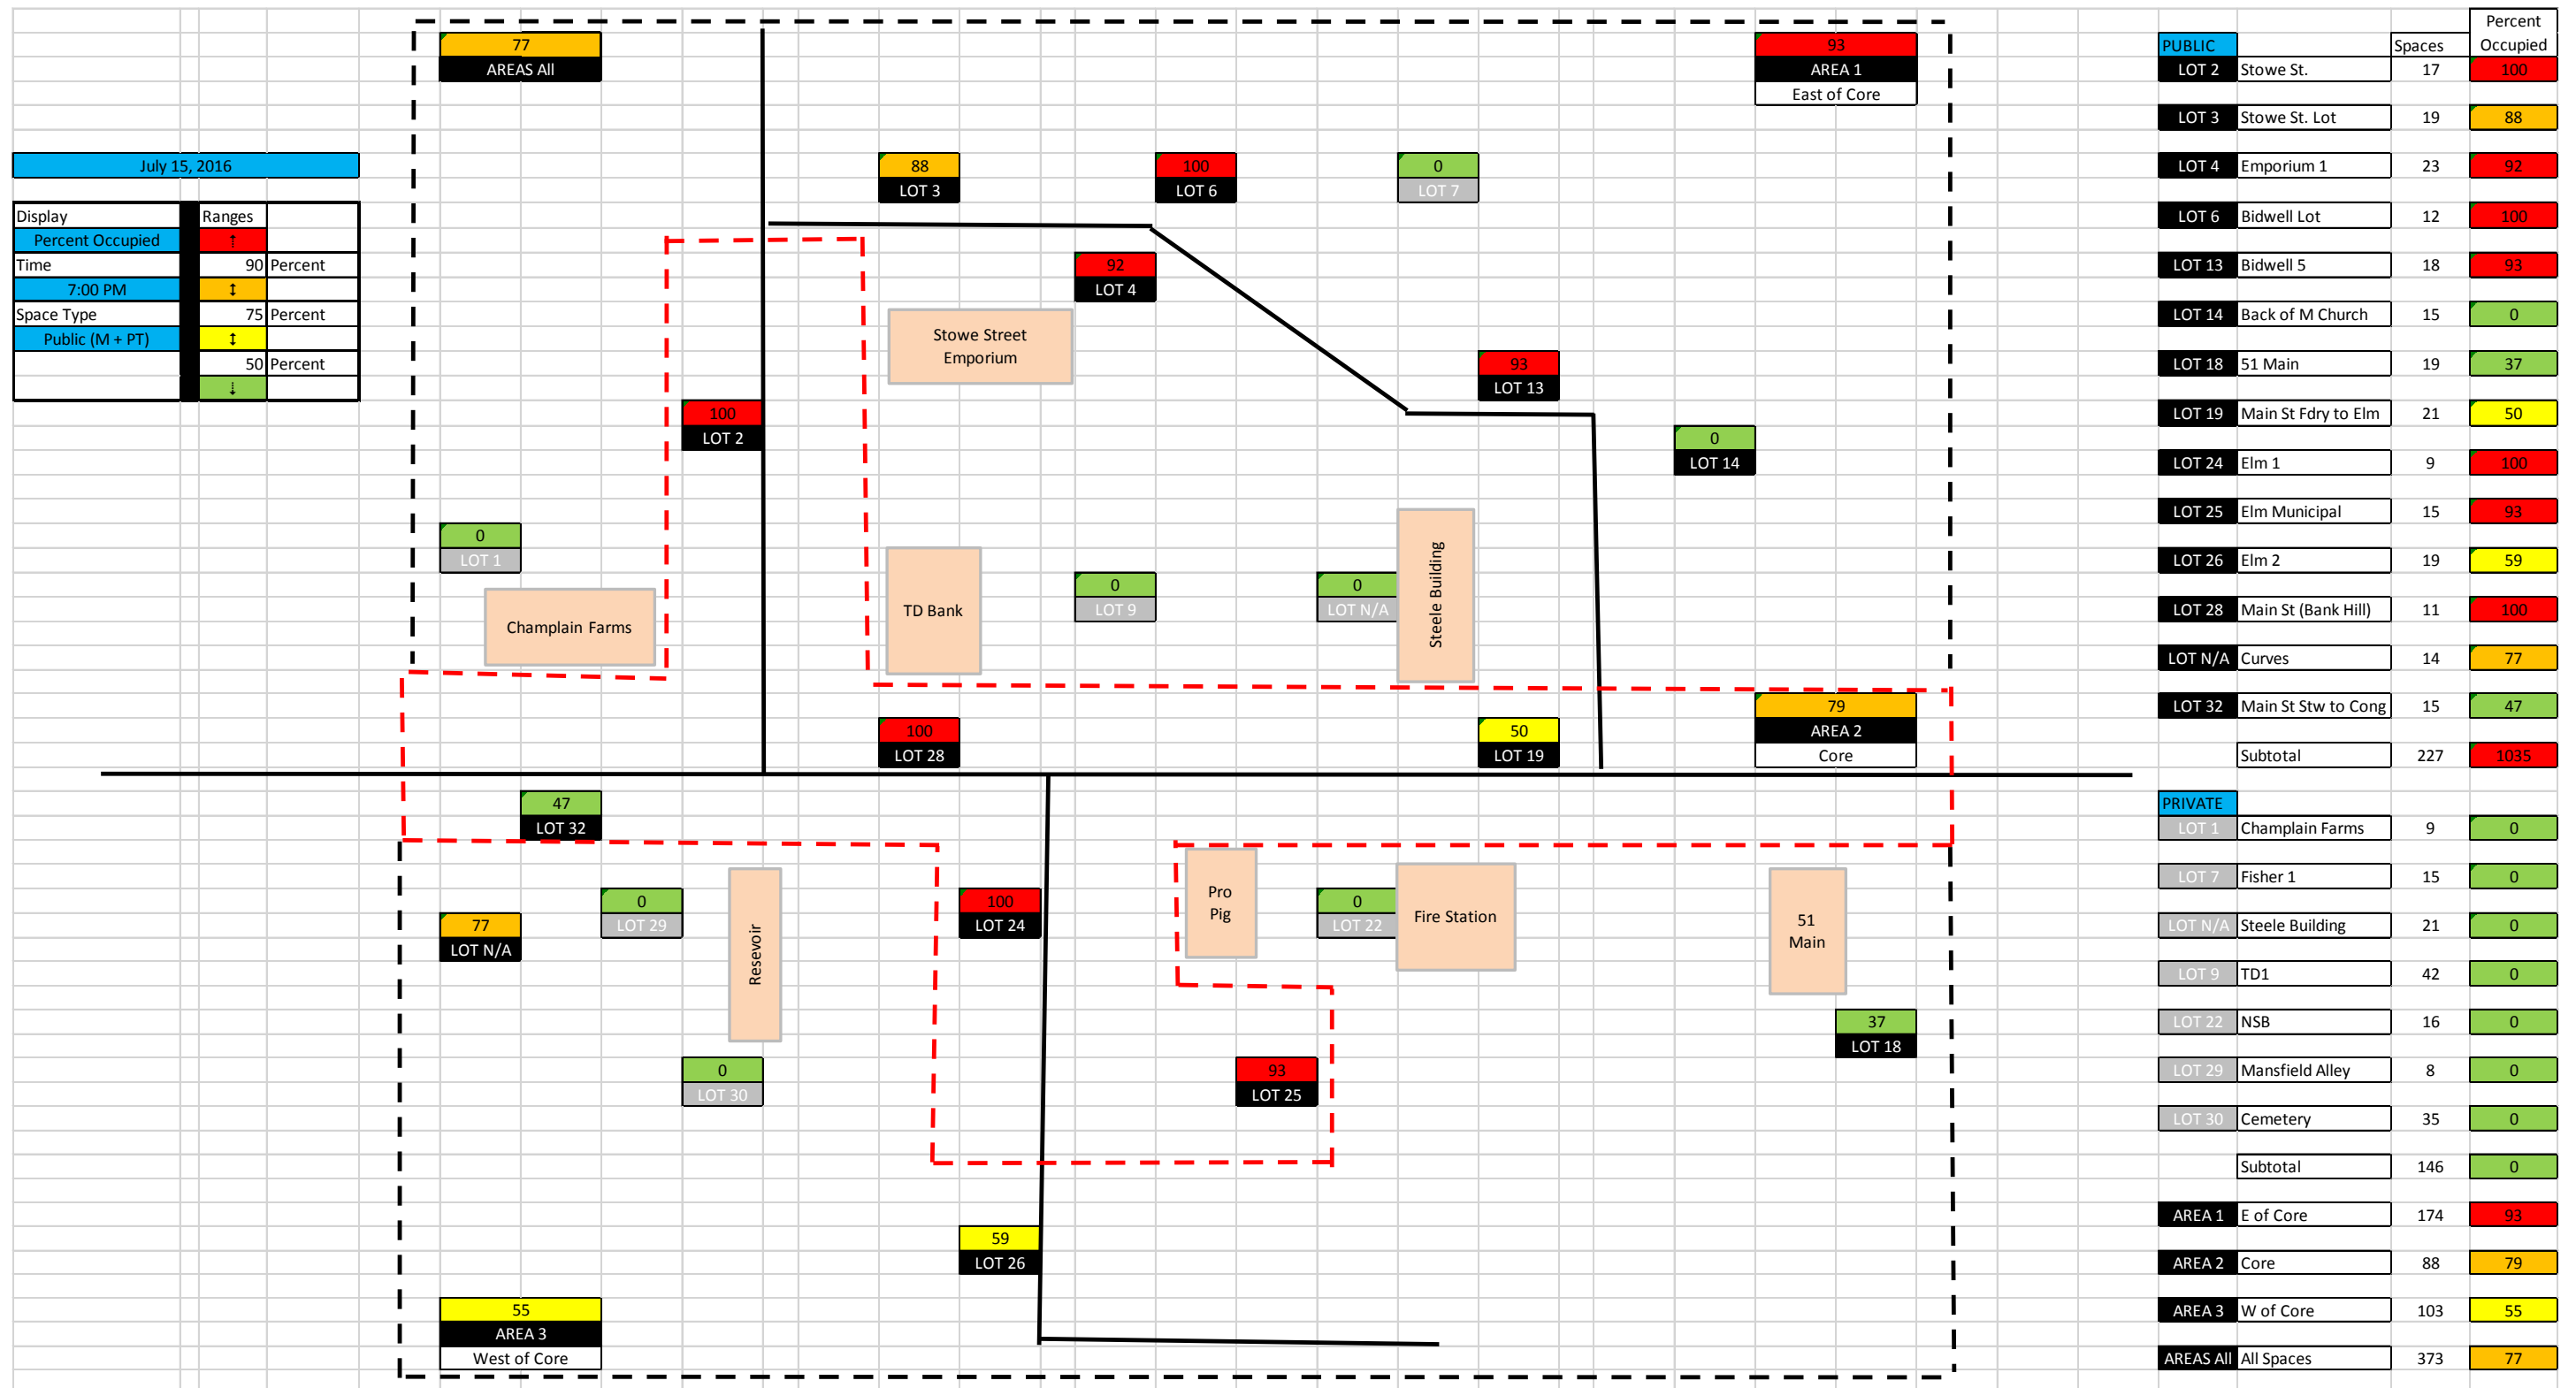 July 15, 2016
Display Ranges
Percent Occupied ↑
Time 90 Percent
7:00 PM ↕
Space Type 75 Percent
Public (M + PT) ↕
50 Percent
↓
77
AREAS All
93
AREA 1
East of Core
88
LOT 3
100
LOT 6
0
LOT 7
92
LOT 4
Stowe Street
Emporium
93
LOT 13
100
LOT 2
0
LOT 14
0
LOT 1
Champlain Farms
TD Bank
0
LOT 9
0
LOT N/A
Steele Building
100
LOT 28
50
LOT 19
79
AREA 2
Core
47
LOT 32
77
LOT N/A
0
LOT 29
Resevoir
100
LOT 24
Pro
Pig
0
LOT 22
Fire Station
51
Main
37
LOT 18
0
LOT 30
93
LOT 25
59
LOT 26
55
AREA 3
West of Core
Percent
PUBLIC Spaces Occupied
LOT 2 Stowe St. 17 100
LOT 3 Stowe St. Lot 19 88
LOT 4 Emporium 1 23 92
LOT 6 Bidwell Lot 12 100
LOT 13 Bidwell 5 18 93
LOT 14 Back of M Church 15 0
LOT 18 51 Main 19 37
LOT 19 Main St Fdry to Elm 21 50
LOT 24 Elm 1 9 100
LOT 25 Elm Municipal 15 93
LOT 26 Elm 2 19 59
LOT 28 Main St (Bank Hill) 11 100
LOT N/A Curves 14 77
LOT 32 Main St Stw to Cong 15 47
Subtotal 227 1035
PRIVATE
LOT 1 Champlain Farms 9 0
LOT 7 Fisher 1 15 0
LOT N/A Steele Building 21 0
LOT 9 TD1 42 0
LOT 22 NSB 16 0
LOT 29 Mansfield Alley 8 0
LOT 30 Cemetery 35 0
Subtotal 146 0
AREA 1 E of Core 174 93
AREA 2 Core 88 79
AREA 3 W of Core 103 55
AREAS All All Spaces 373 77